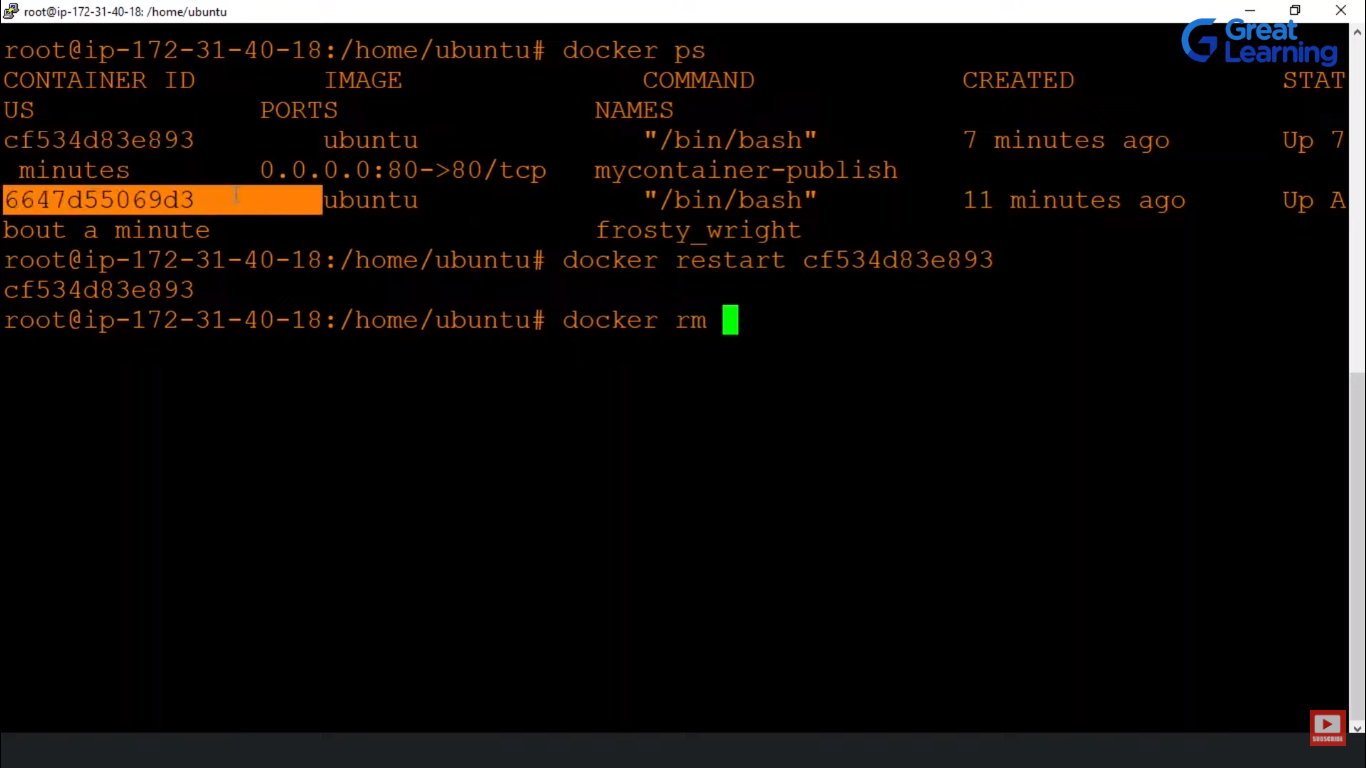 root@ip-172-31-40-18: /home/ubuntu
Great
Learning
root@ip-172-31-40-18:/home/ubuntu# docker ps
CONTAINER ID        IMAGE               COMMAND             CREATED             STAT
US              PORTS                NAMES
cf534d83e893        ubuntu              "/bin/bash"         7 minutes ago       Up 7
 minutes        0.0.0.0:80->80/tcp   mycontainer-publish
6647d55069d3        ubuntu              "/bin/bash"         11 minutes ago      Up A
bout a minute                        frosty_wright
root@ip-172-31-40-18:/home/ubuntu# docker restart cf534d83e893
cf534d83e893
root@ip-172-31-40-18:/home/ubuntu# docker rm
SUBSCRIBE